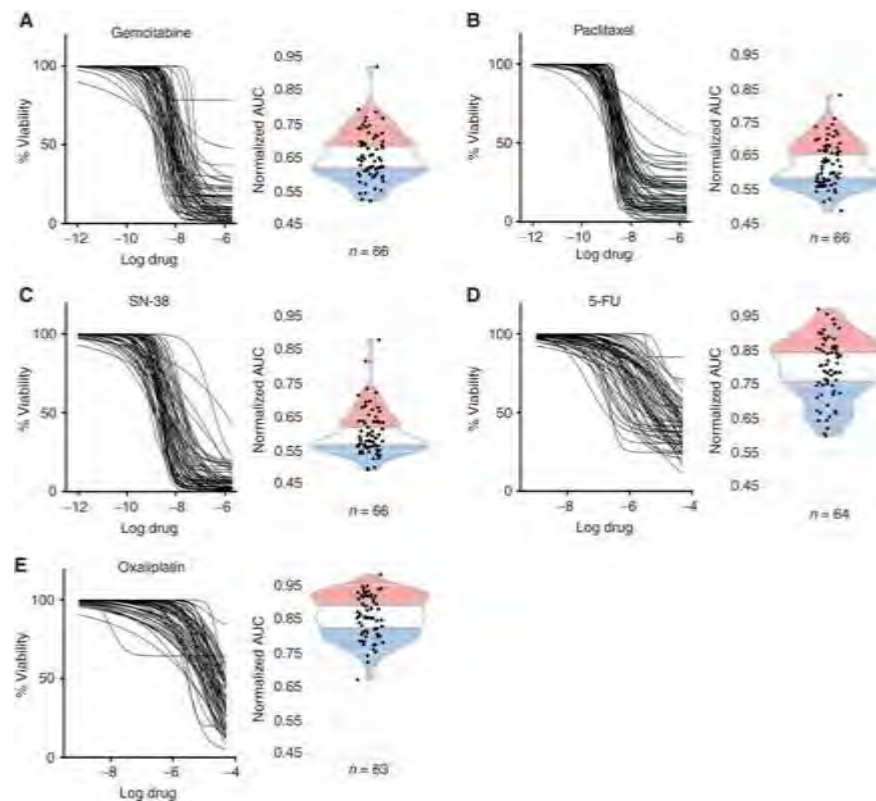 A
Gemcitabine
% Viability
100
50
0
−12
−10
−8
−6
Log drug
Normalized AUC
0.95
0.85
0.75
0.65
0.55
0.45
n = 66
B
Paclitaxel
% Viability
100
50
0
−12
−10
−8
−6
Log drug
Normalized AUC
0.95
0.85
0.75
0.65
0.55
0.45
n = 66
C
SN-38
% Viability
100
50
0
−12
−10
−8
−6
Log drug
Normalized AUC
0.95
0.85
0.75
0.65
0.55
0.45
n = 66
D
5-FU
% Viability
100
50
0
−8
−6
−4
Log drug
Normalized AUC
0.95
0.85
0.75
0.65
0.55
0.45
n = 64
E
Oxaliplatin
% Viability
100
50
0
−8
−6
−4
Log drug
Normalized AUC
0.95
0.85
0.75
0.65
0.55
0.45
n = 63